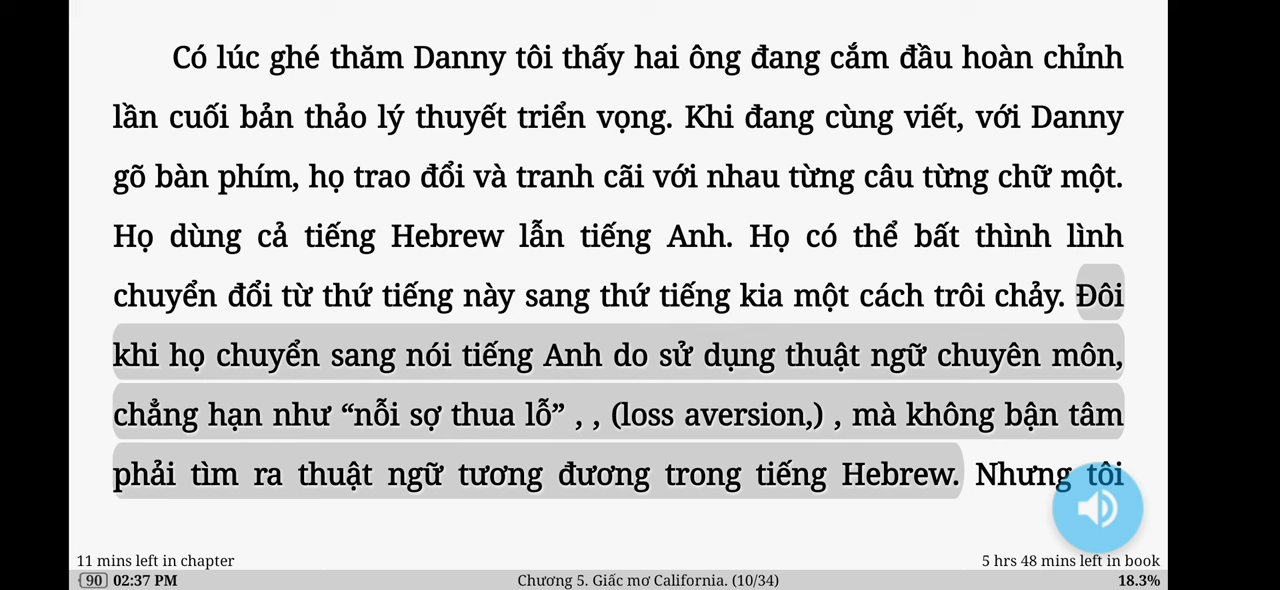 Có lúc ghé thăm Danny tôi thấy hai ông đang cắm đầu hoàn chỉnh
lần cuối bản thảo lý thuyết triển vọng. Khi đang cùng viết, với Danny
gõ bàn phím, họ trao đổi và tranh cãi với nhau từng câu từng chữ một.
Họ dùng cả tiếng Hebrew lẫn tiếng Anh. Họ có thể bất thình lình
chuyển đổi từ thứ tiếng này sang thứ tiếng kia một cách trôi chảy. Đôi
khi họ chuyển sang nói tiếng Anh do sử dụng thuật ngữ chuyên môn,
chẳng hạn như “nỗi sợ thua lỗ” , , (loss aversion,) , mà không bận tâm
phải tìm ra thuật ngữ tương đương trong tiếng Hebrew. Nhưng tôi
11 mins left in chapter 5 hrs 48 mins left in book
90 02:37 PM Chương 5. Giấc mơ California. (10/34) 18.3%